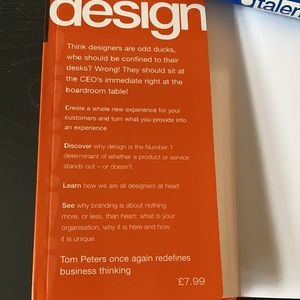 design
talen
Think designers are odd ducks,
who should be confined to their
desks? Wrong! They should sit at
the CEO's immediate right at the
boardroom table!
Create a whole new experience for your
customers and turn what you provide into
an experience
Discover why design is the Number 1
determinant of whether a product or service
stands out – or doesn't
Learn how we are all designers at heart
See why branding is about nothing
more, or less, than heart: what is your
organisation, why it is here and how
it is unique
Tom Peters once again redefines
business thinking
£7.99